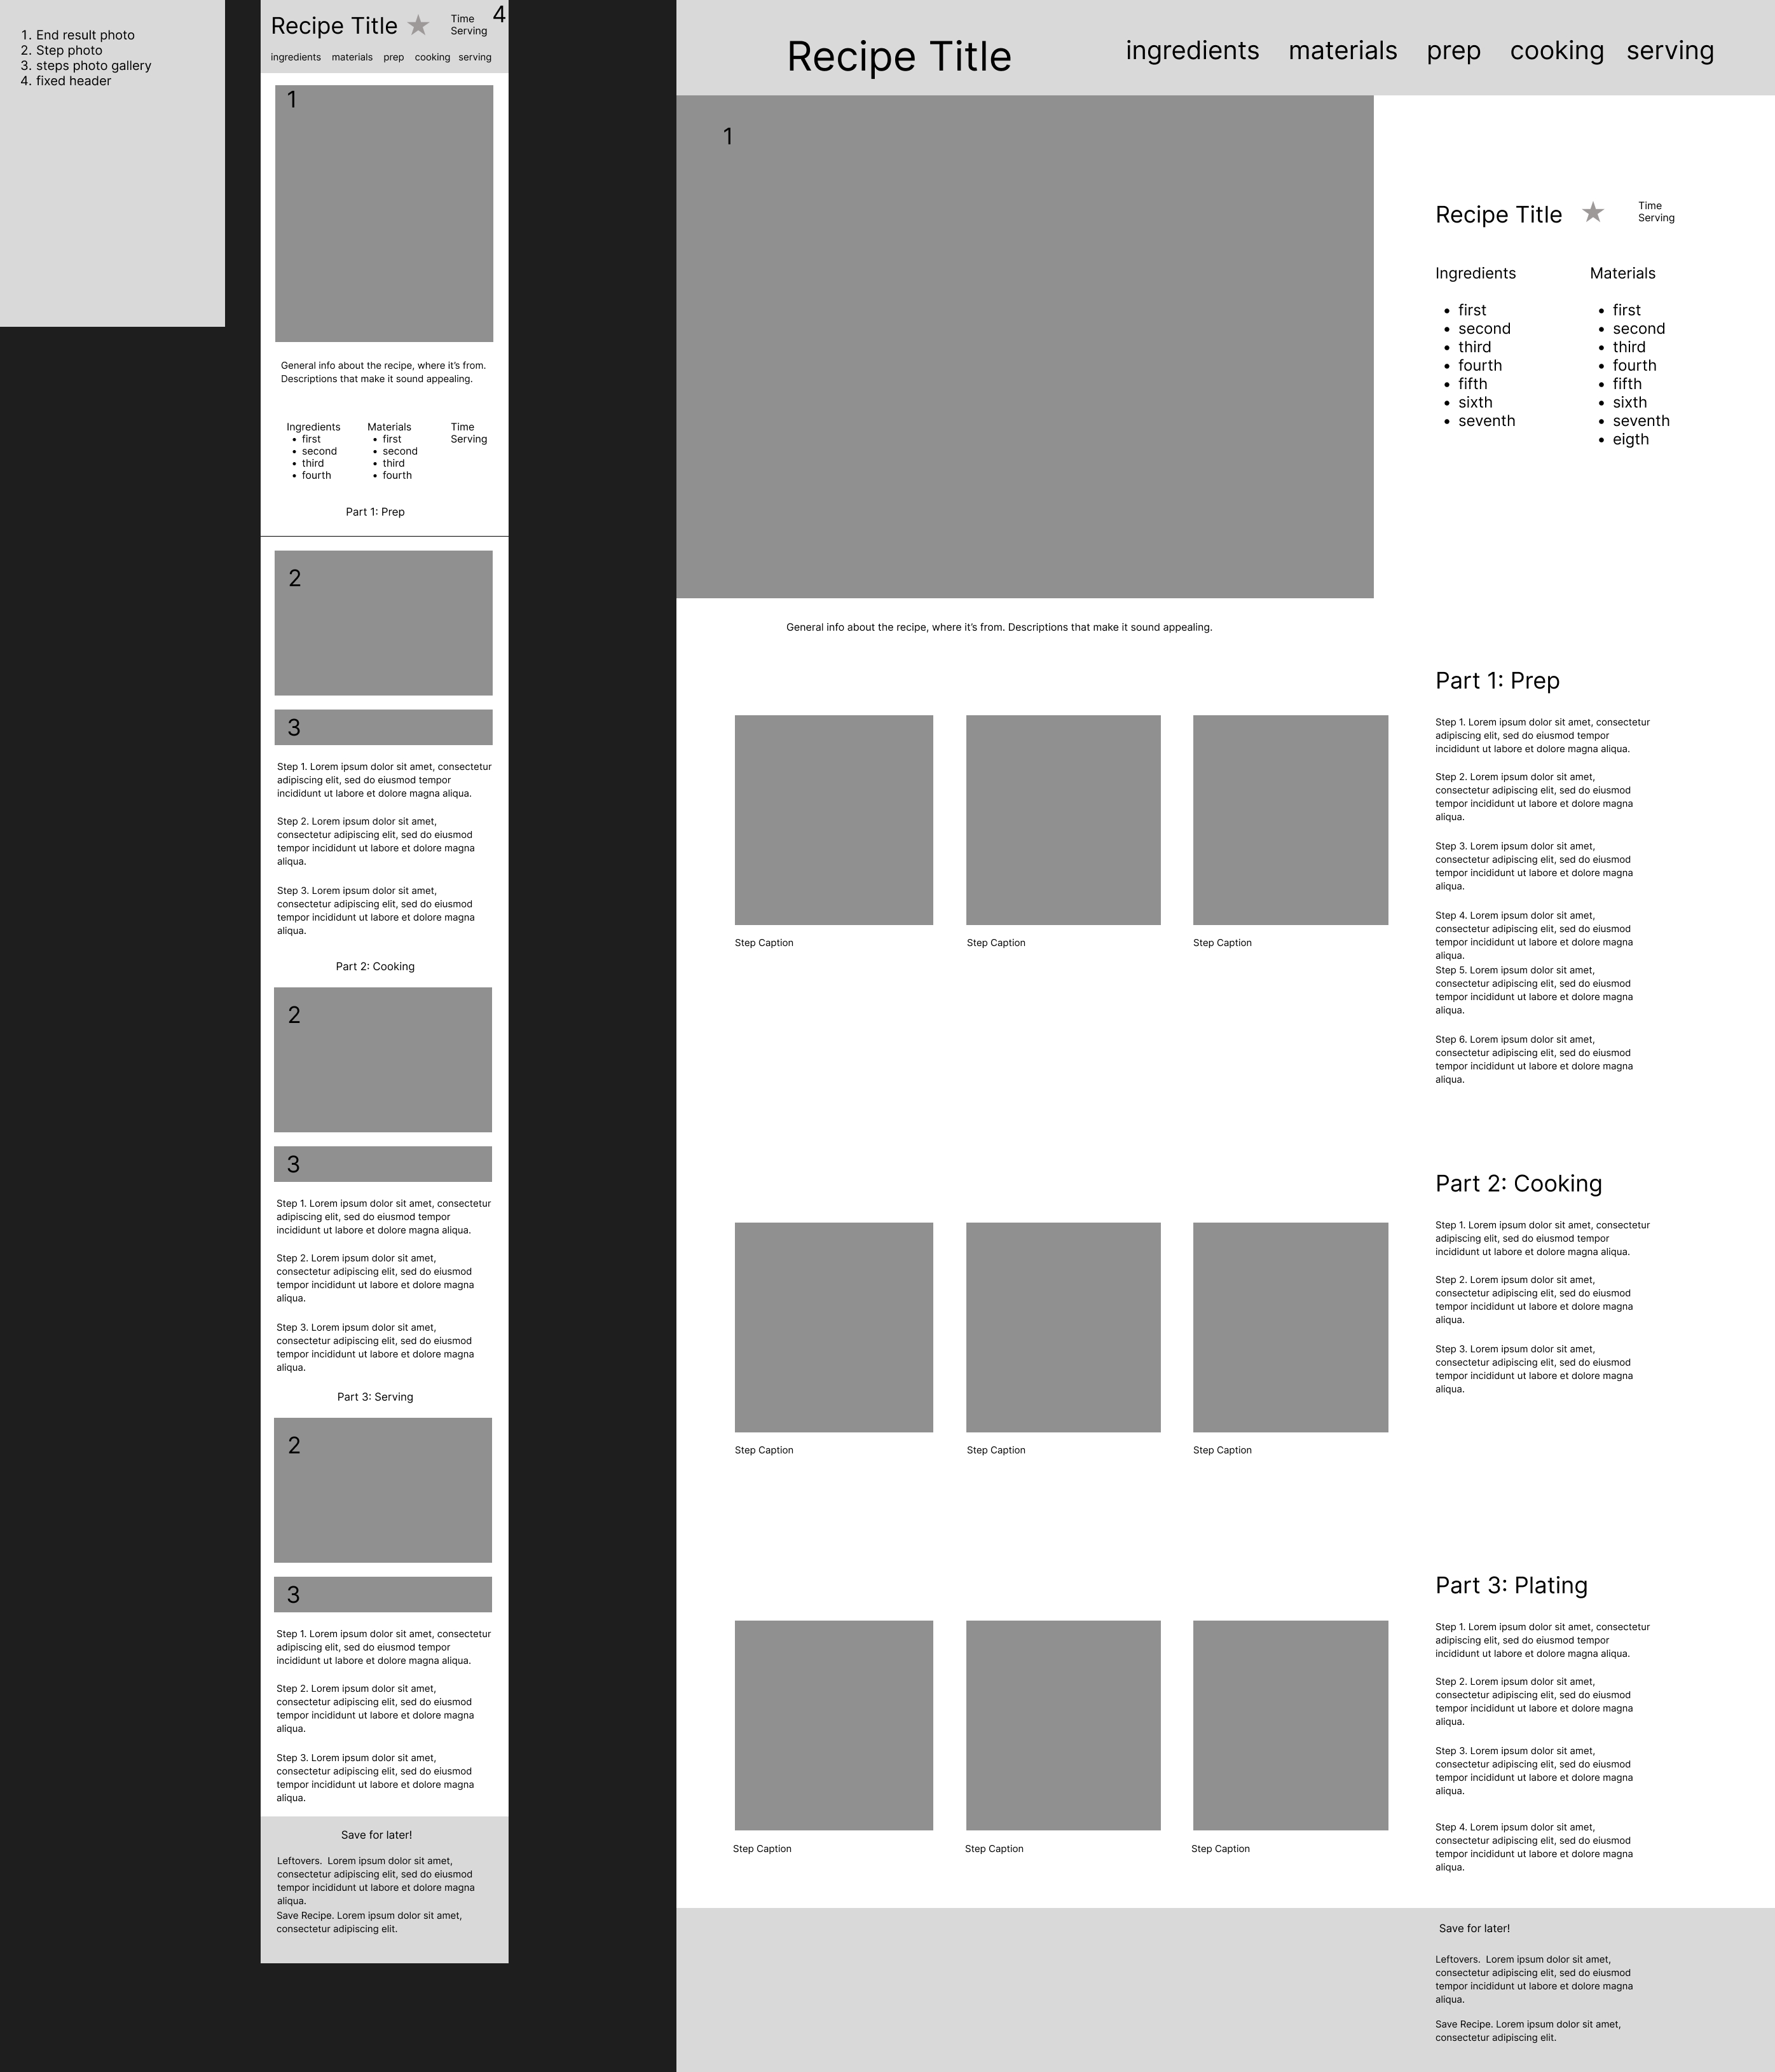 1. End result photo
2. Step photo
3. steps photo gallery
4. fixed header
Recipe Title
Time
Serving
4
ingredients materials prep cooking serving
1
General info about the recipe, where it's from.
Descriptions that make it sound appealing.
Ingredients
• first
• second
• third
• fourth
Materials
• first
• second
• third
• fourth
Time
Serving
Part 1: Prep
2
3
Step 1. Lorem ipsum dolor sit amet, consectetur
adipiscing elit, sed do eiusmod tempor
incididunt ut labore et dolore magna aliqua.
Step 2. Lorem ipsum dolor sit amet,
consectetur adipiscing elit, sed do eiusmod
tempor incididunt ut labore et dolore magna
aliqua.
Step 3. Lorem ipsum dolor sit amet,
consectetur adipiscing elit, sed do eiusmod
tempor incididunt ut labore et dolore magna
aliqua.
Part 2: Cooking
2
3
Step 1. Lorem ipsum dolor sit amet, consectetur
adipiscing elit, sed do eiusmod tempor
incididunt ut labore et dolore magna aliqua.
Step 2. Lorem ipsum dolor sit amet,
consectetur adipiscing elit, sed do eiusmod
tempor incididunt ut labore et dolore magna
aliqua.
Step 3. Lorem ipsum dolor sit amet,
consectetur adipiscing elit, sed do eiusmod
tempor incididunt ut labore et dolore magna
aliqua.
Part 3: Serving
2
3
Step 1. Lorem ipsum dolor sit amet, consectetur
adipiscing elit, sed do eiusmod tempor
incididunt ut labore et dolore magna aliqua.
Step 2. Lorem ipsum dolor sit amet,
consectetur adipiscing elit, sed do eiusmod
tempor incididunt ut labore et dolore magna
aliqua.
Step 3. Lorem ipsum dolor sit amet,
consectetur adipiscing elit, sed do eiusmod
tempor incididunt ut labore et dolore magna
aliqua.
Save for later!
Leftovers. Lorem ipsum dolor sit amet,
consectetur adipiscing elit, sed do eiusmod
tempor incididunt ut labore et dolore magna
aliqua.
Save Recipe. Lorem ipsum dolor sit amet,
consectetur adipiscing elit.
Recipe Title
ingredients materials prep cooking serving
1
Recipe Title
Time
Serving
Ingredients
• first
• second
• third
• fourth
• fifth
• sixth
• seventh
Materials
• first
• second
• third
• fourth
• fifth
• sixth
• seventh
• eigth
General info about the recipe, where it's from. Descriptions that make it sound appealing.
Step Caption
Step Caption
Step Caption
Part 1: Prep
Step 1. Lorem ipsum dolor sit amet, consectetur
adipiscing elit, sed do eiusmod tempor
incididunt ut labore et dolore magna aliqua.
Step 2. Lorem ipsum dolor sit amet,
consectetur adipiscing elit, sed do eiusmod
tempor incididunt ut labore et dolore magna
aliqua.
Step 3. Lorem ipsum dolor sit amet,
consectetur adipiscing elit, sed do eiusmod
tempor incididunt ut labore et dolore magna
aliqua.
Step 4. Lorem ipsum dolor sit amet,
consectetur adipiscing elit, sed do eiusmod
tempor incididunt ut labore et dolore magna
aliqua.
Step 5. Lorem ipsum dolor sit amet,
consectetur adipiscing elit, sed do eiusmod
tempor incididunt ut labore et dolore magna
aliqua.
Step 6. Lorem ipsum dolor sit amet,
consectetur adipiscing elit, sed do eiusmod
tempor incididunt ut labore et dolore magna
aliqua.
Step Caption
Step Caption
Step Caption
Part 2: Cooking
Step 1. Lorem ipsum dolor sit amet, consectetur
adipiscing elit, sed do eiusmod tempor
incididunt ut labore et dolore magna aliqua.
Step 2. Lorem ipsum dolor sit amet,
consectetur adipiscing elit, sed do eiusmod
tempor incididunt ut labore et dolore magna
aliqua.
Step 3. Lorem ipsum dolor sit amet,
consectetur adipiscing elit, sed do eiusmod
tempor incididunt ut labore et dolore magna
aliqua.
Step Caption
Step Caption
Step Caption
Part 3: Plating
Step 1. Lorem ipsum dolor sit amet, consectetur
adipiscing elit, sed do eiusmod tempor
incididunt ut labore et dolore magna aliqua.
Step 2. Lorem ipsum dolor sit amet,
consectetur adipiscing elit, sed do eiusmod
tempor incididunt ut labore et dolore magna
aliqua.
Step 3. Lorem ipsum dolor sit amet,
consectetur adipiscing elit, sed do eiusmod
tempor incididunt ut labore et dolore magna
aliqua.
Step 4. Lorem ipsum dolor sit amet,
consectetur adipiscing elit, sed do eiusmod
tempor incididunt ut labore et dolore magna
aliqua.
Save for later!
Leftovers. Lorem ipsum dolor sit amet,
consectetur adipiscing elit, sed do eiusmod
tempor incididunt ut labore et dolore magna
aliqua.
Save Recipe. Lorem ipsum dolor sit amet,
consectetur adipiscing elit.